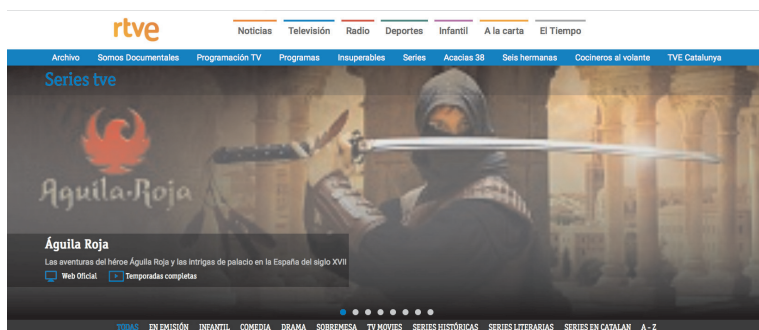 rtve
Noticias Televisión Radio Deportes Infantil A la carta El Tiempo
Archivo Somos Documentales Programación TV Programas Insuperables Series Acacias 38 Seis hermanas Cocineros al volante TVE Catalunya
Series tve
Aguila·Roja
Águila Roja
Las aventuras del héroe Águila Roja y las intrigas de palacio en la España del siglo XVII
Web Oficial Temporadas completas
TODAS EN EMISIÓN INFANTIL COMEDIA DRAMA SOBREMESA TV MOVIES SERIES HISTÓRICAS SERIES LITERARIAS SERIES EN CATALAN A - Z